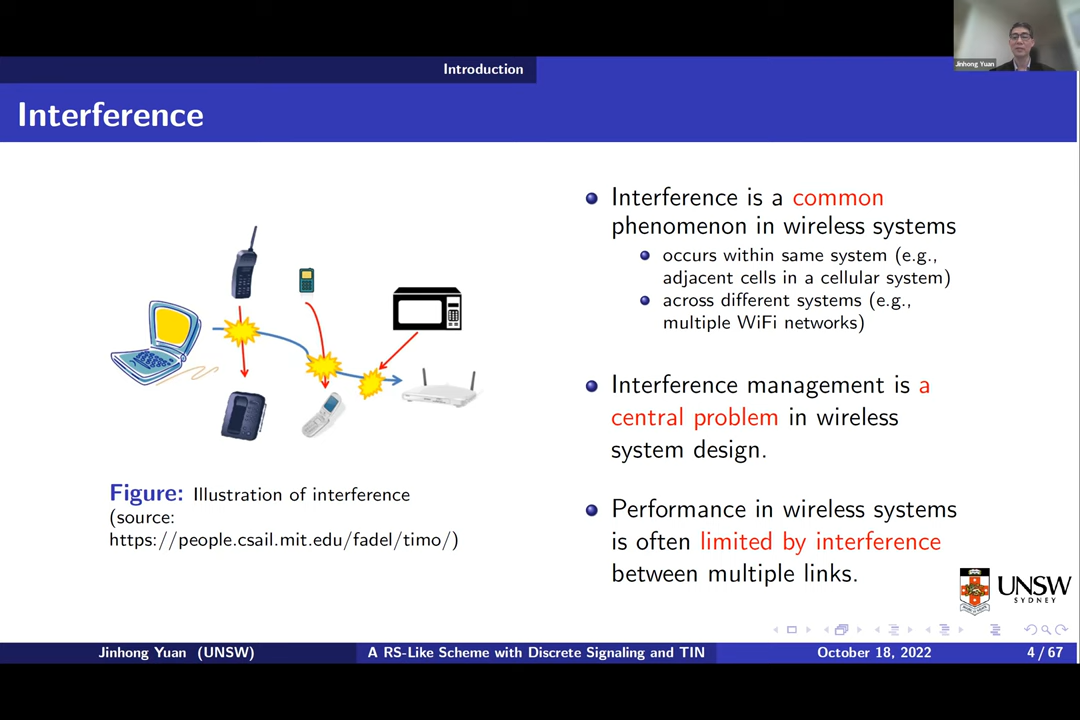 Jinhong Yuan
Introduction
Interference
Interference is a common
phenomenon in wireless systems
occurs within same system (e.g.,
adjacent cells in a cellular system)
across different systems (e.g.,
multiple WiFi networks)
Interference management is a
central problem in wireless
system design.
Performance in wireless systems
is often limited by interference
between multiple links.
Figure: Illustration of interference
(source:
https://people.csail.mit.edu/fadel/timo/)
UNSW
SYDNEY
Jinhong Yuan (UNSW)
A RS-Like Scheme with Discrete Signaling and TIN
October 18, 2022
4 / 67